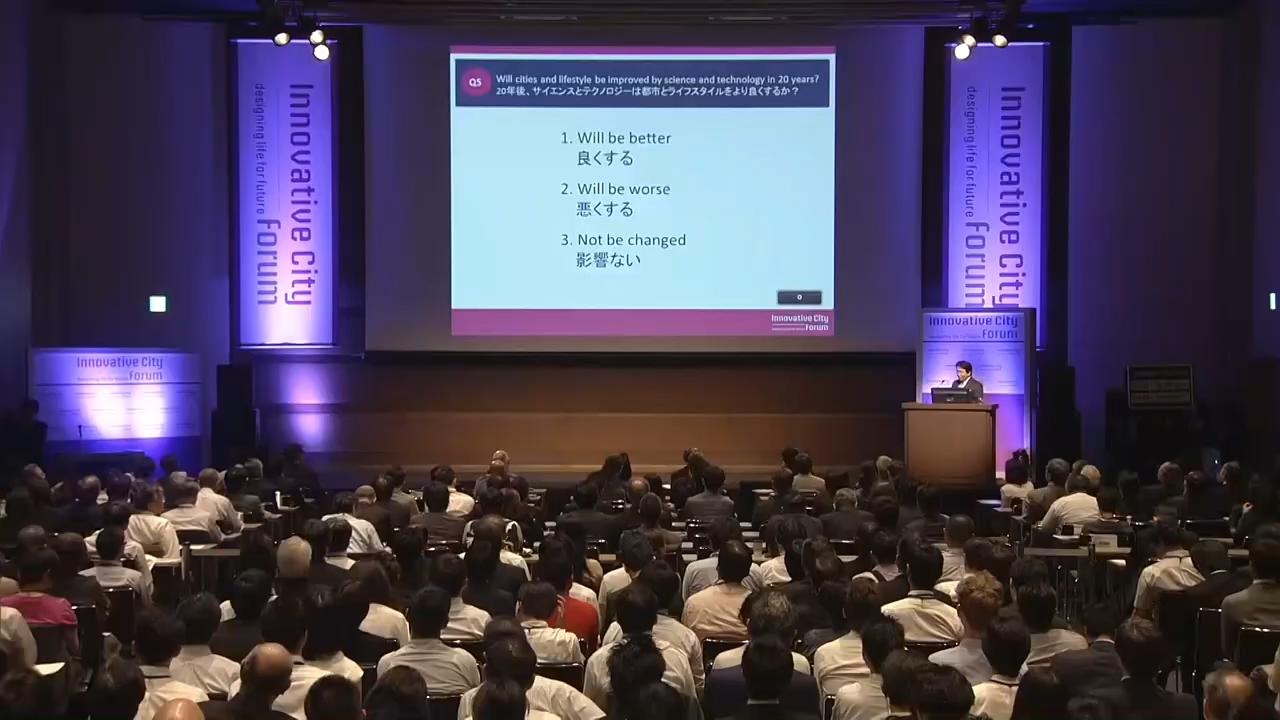 Q5
Will cities and lifestyle be improved by science and technology in 20 years?
20年後、サイエンスとテクノロジーは都市とライフスタイルをより良くするか？
1. Will be better
良くする
2. Will be worse
悪くする
3. Not be changed
影響ない
0
Innovative City
Forum
Innovative City
designing life for future Forum
Innovative City
designing life for future Forum
Innovative City
Forum
Innovative City
Forum